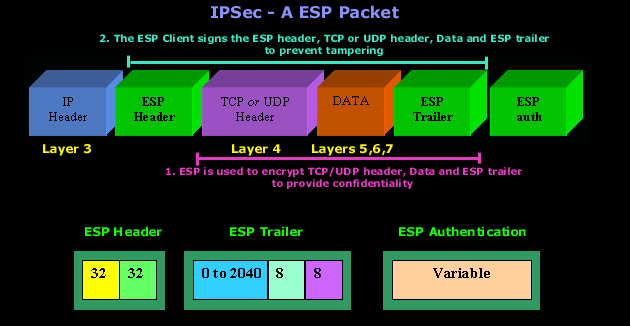 IPSec - A ESP Packet
2. The ESP Client signs the ESP header, TCP or UDP header, Data and ESP trailer
to prevent tampering
IP
Header
ESP
Header
TCP or UDP
Header
DATA
ESP
Trailer
ESP
auth
Layer 3
Layer 4
Layers 5,6,7
1. ESP is used to encrypt TCP/UDP header, Data and ESP trailer
to provide confidentiality
ESP Header
ESP Trailer
ESP Authentication
32 32
0 to 2040 8 8
Variable